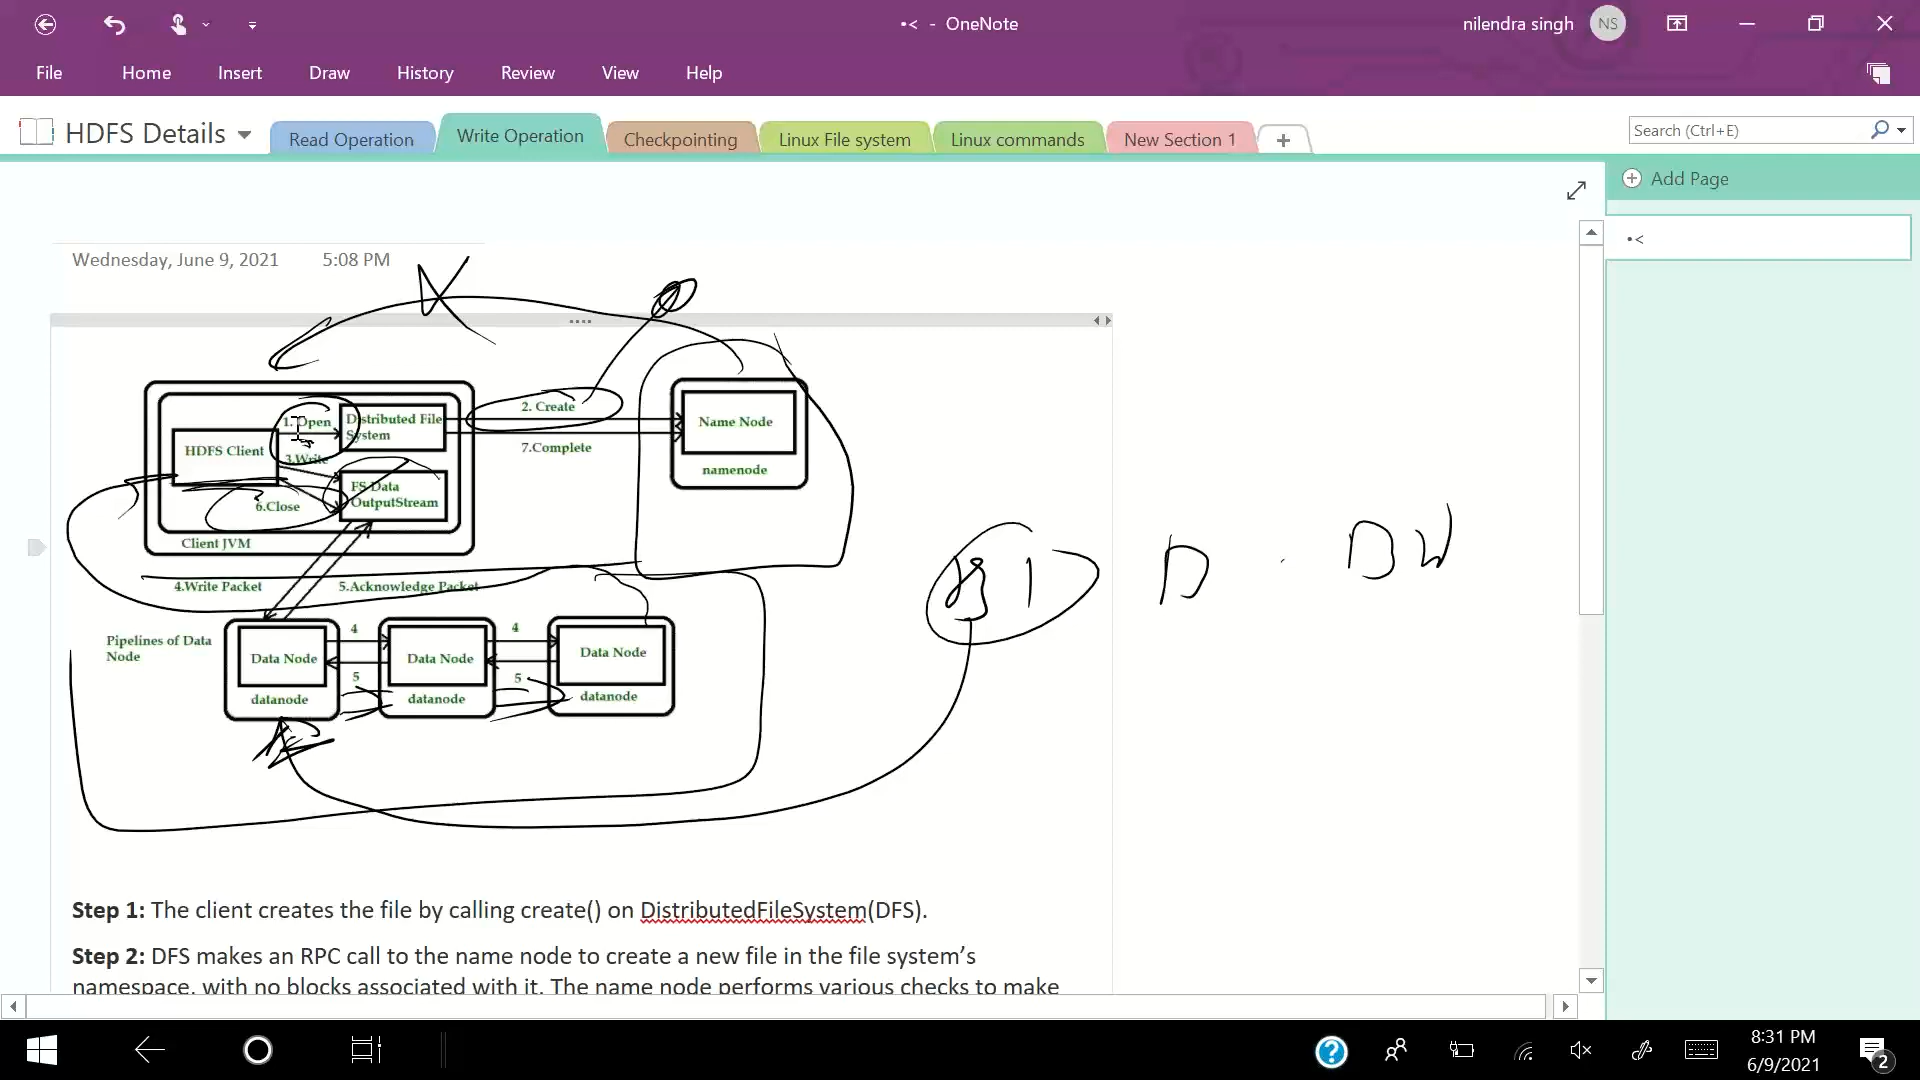 •< - OneNote
nilendra singh NS
File Home Insert Draw History Review View Help
HDFS Details Read Operation Write Operation Checkpointing Linux File system Linux commands New Section 1 +
Search (Ctrl+E)
Add Page
•<
Wednesday, June 9, 2021 5:08 PM
2. Create
1. Open
Distributed File
System
Name Node
HDFS Client
3.Write
7.Complete
namenode
FS Data
OutputStream
6.Close
Client JVM
4.Write Packet 5.Acknowledge Packet
Pipelines of Data
Node
4 4
Data Node Data Node Data Node
5 5
datanode datanode datanode
B1 D DW
Step 1: The client creates the file by calling create() on DistributedFileSystem(DFS).
Step 2: DFS makes an RPC call to the name node to create a new file in the file system’s
namespace, with no blocks associated with it. The name node performs various checks to make
8:31 PM
6/9/2021
2